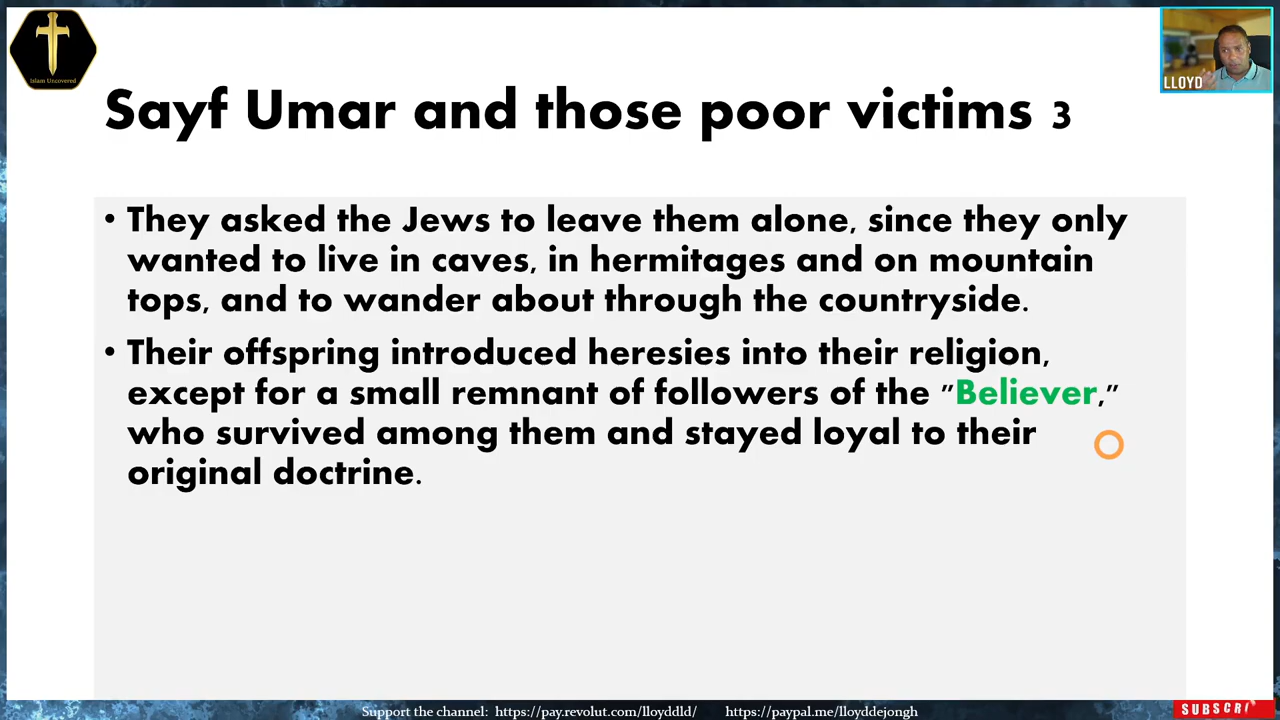 Islam Uncovered
LLOYD
Sayf Umar and those poor victims 3
• They asked the Jews to leave them alone, since they only
wanted to live in caves, in hermitages and on mountain
tops, and to wander about through the countryside.
• Their offspring introduced heresies into their religion,
except for a small remnant of followers of the ”Believer,”
who survived among them and stayed loyal to their
original doctrine.
Support the channel: https://pay.revolut.com/lloyddld/ https://paypal.me/lloyddejongh
SUBSCRI